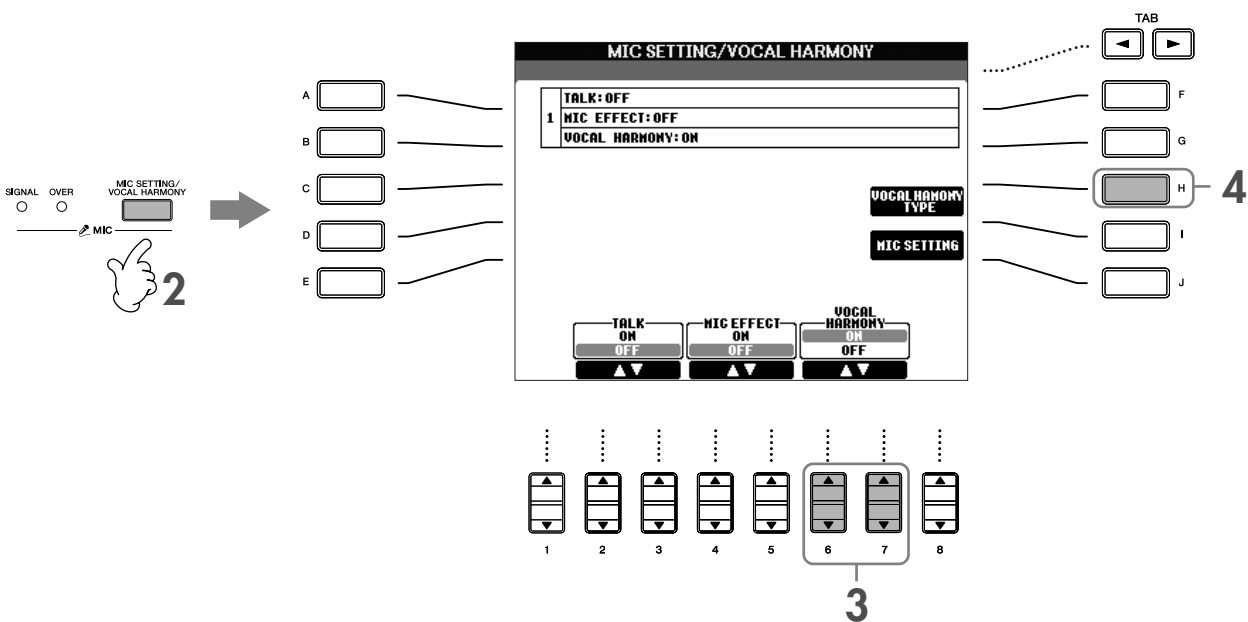 TAB
MIC SETTING/VOCAL HARMONY
A
B
C
D
E
TALK:OFF
1 MIC EFFECT:OFF
VOCAL HARMONY:ON
F
G
H
I
J
4
SIGNAL OVER MIC SETTING/
VOCAL HARMONY
MIC
2
VOCAL HAMONY
TYPE
MIC SETTING
TALK
ON
OFF
MIC EFFECT
ON
OFF
VOCAL
HARMONY
ON
OFF
1 2 3 4 5 6 7 8
3